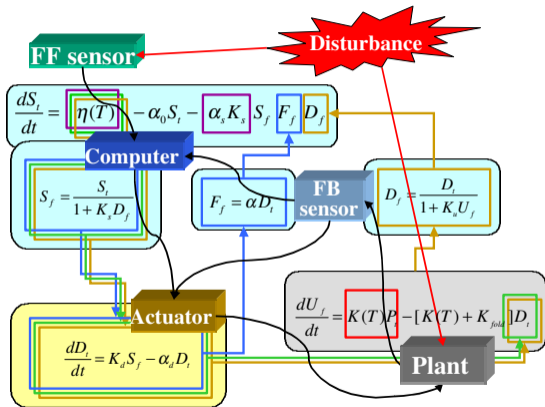 FF sensor
Disturbance
dS_t/dt = η(T) - α_0 S_t - α_s K_s S_f F_f D_f
Computer
S_f = S_t / 1 + K_s D_f
F_f = αD_t
FB
sensor
D_f = D_t / 1 + K_u U_f
Actuator
dU_f/dt = K(T)P_t - [K(T) + K_fold]D_t
dD_t/dt = K_d S_f - α_d D_t
Plant